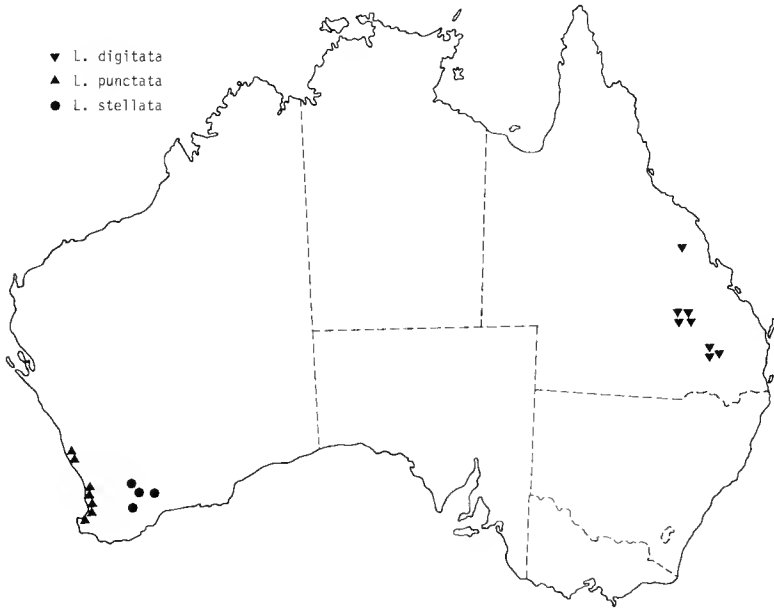 ▼ L. digitata
▲ L. punctata
● L. stellata